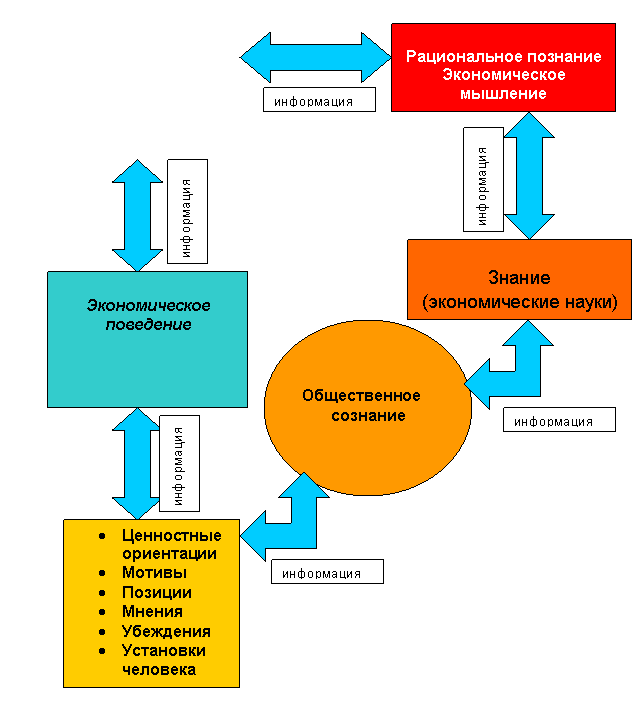 Рациональное познание
Экономическое
мышление
информация
информация
информация
Знание
(экономические науки)
Экономическое
поведение
Общественное
сознание
информация
информация
Ценностные
ориентации
Мотивы
Позиции
Мнения
Убеждения
Установки
человека
информация